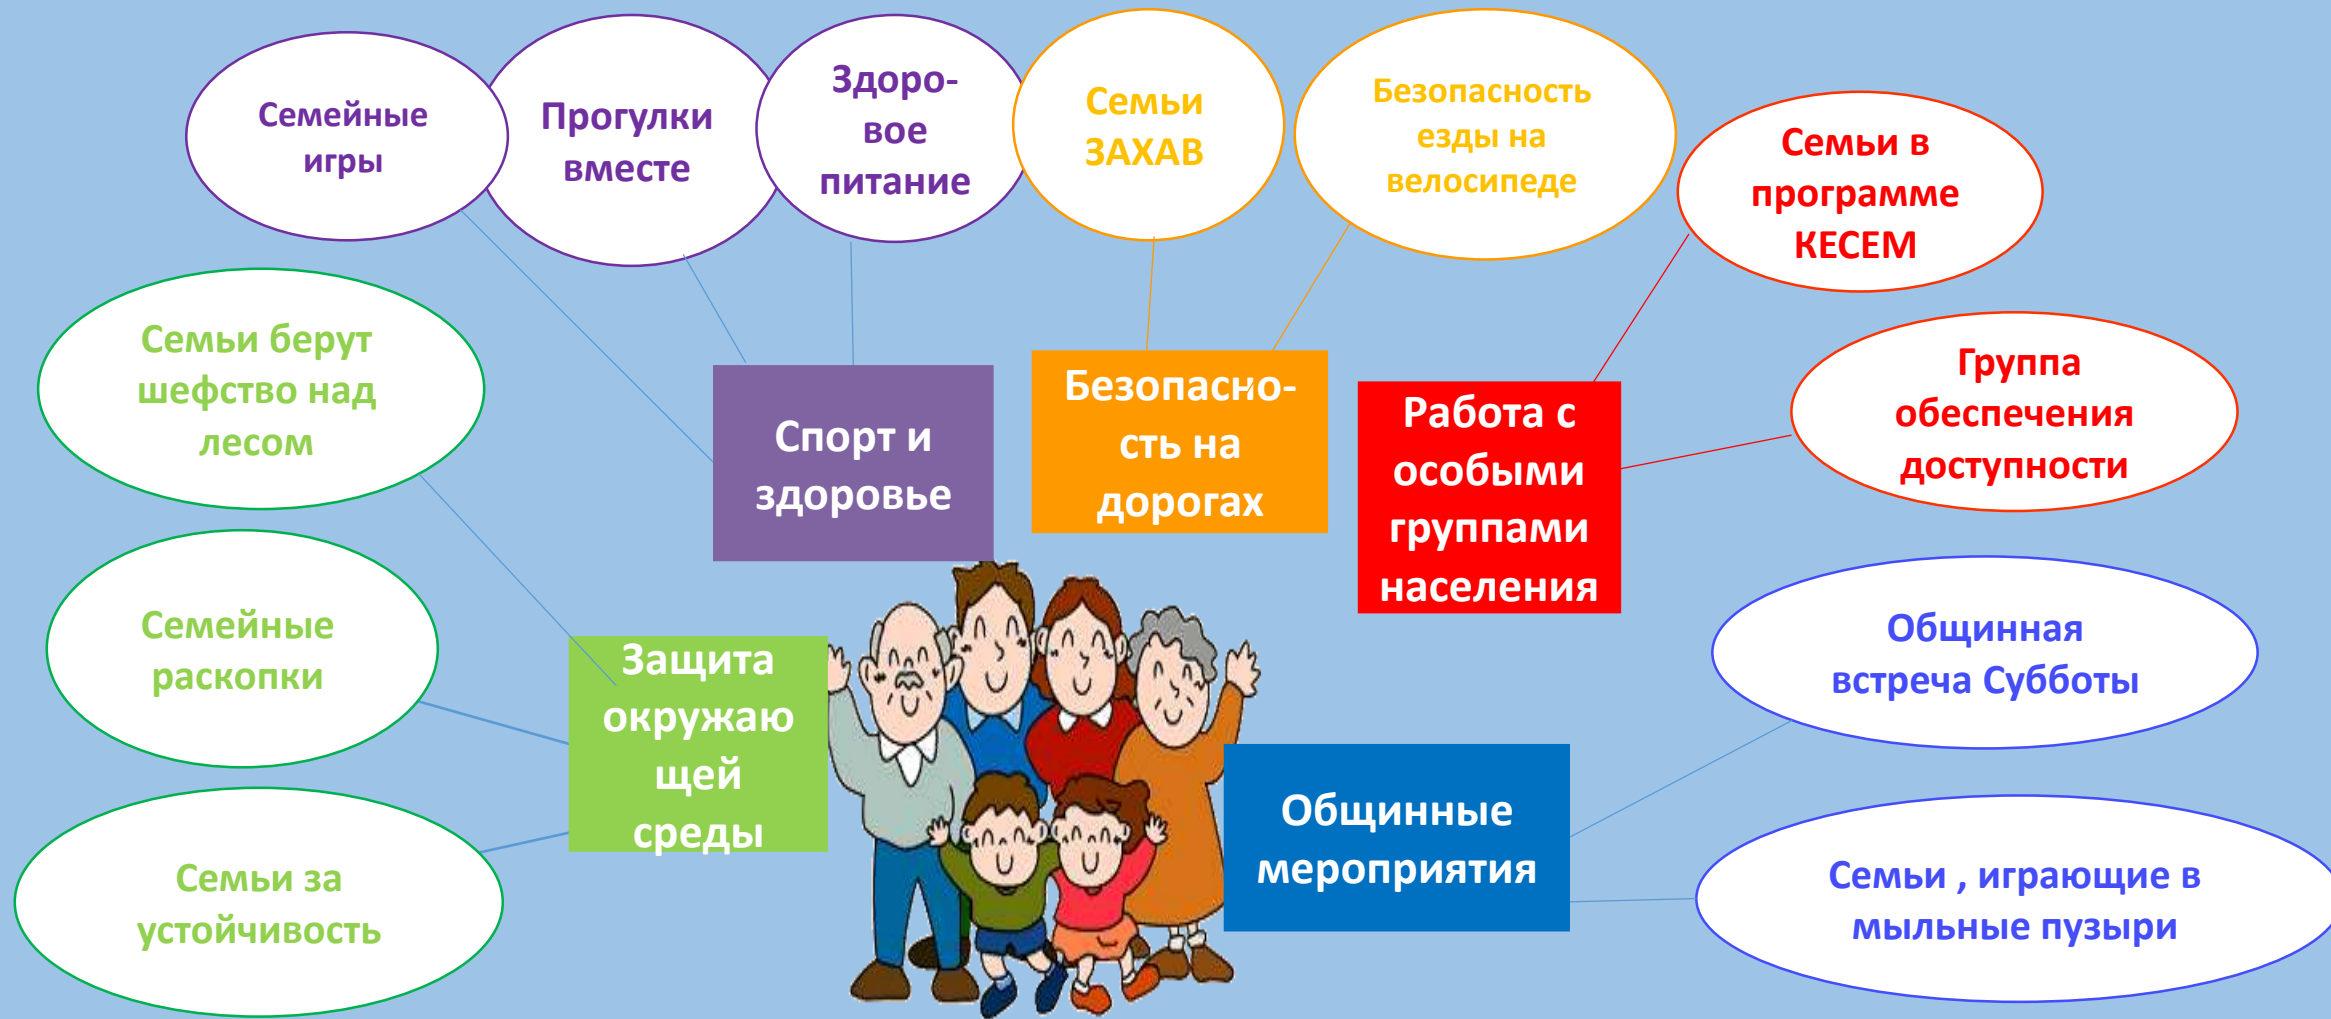 Семейные
игры
Прогулки
вместе
Здоро-
вое
питание
Семьи
ЗАХАВ
Безопасность
езды на
велосипеде
Семьи в
программе
КЕСЕМ
Семьи берут
шефство над
лесом
Спорт и
здоровье
Безопасно-
сть на
дорогах
Работа с
особыми
группами
населения
Группа
обеспечения
доступности
Семейные
раскопки
Защита
окружаю
щей
среды
Общинная
встреча Субботы
Семьи за
устойчивость
Общинные
мероприятия
Семьи , играющие в
мыльные пузыри